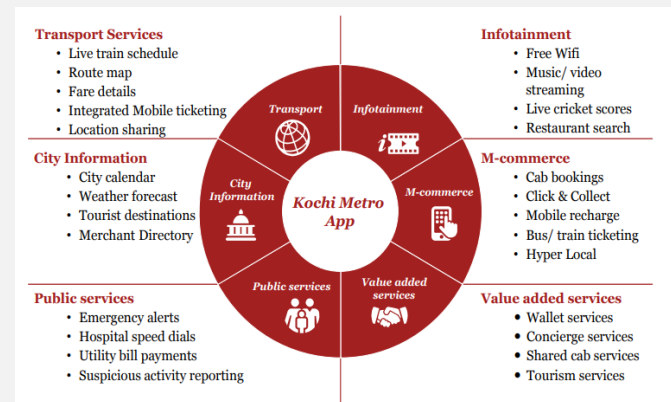 Transport Services
• Live train schedule
• Route map
• Fare details
• Integrated Mobile ticketing
• Location sharing
City Information
• City calendar
• Weather forecast
• Tourist destinations
• Merchant Directory
Public services
• Emergency alerts
• Hospital speed dials
• Utility bill payments
• Suspicious activity reporting
Transport
Infotainment
City
Information
M-commerce
Kochi Metro
App
Public services
Value added
services
Infotainment
• Free Wifi
• Music/ video
streaming
• Live cricket scores
• Restaurant search
M-commerce
• Cab bookings
• Click & Collect
• Mobile recharge
• Bus/ train ticketing
• Hyper Local
Value added services
• Wallet services
• Concierge services
• Shared cab services
• Tourism services